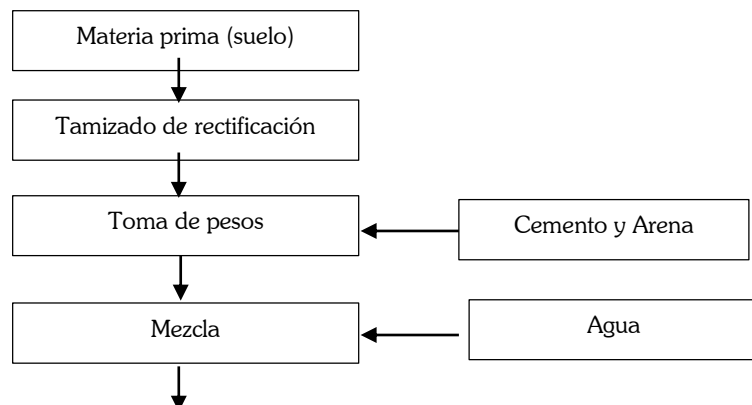 Materia prima (suelo)
Tamizado de rectificación
Toma de pesos
Cemento y Arena
Mezcla
Agua